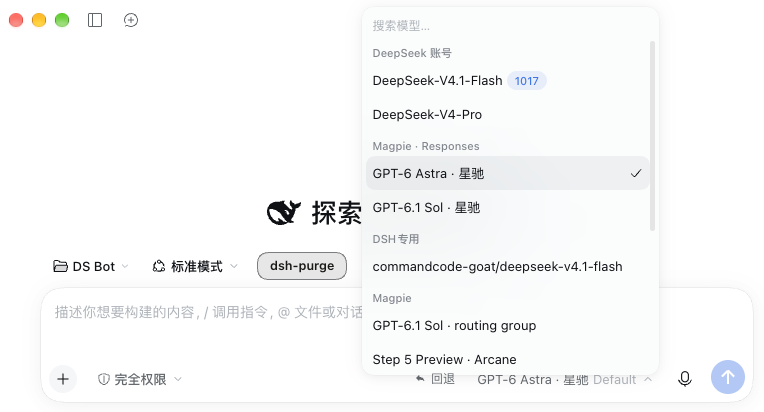 搜索模型...
DeepSeek 账号
DeepSeek-V4.1-Flash 1017
DeepSeek-V4-Pro
Magpie · Responses
GPT-6 Astra · 星驰
GPT-6.1 Sol · 星驰
探索
DSH 专用
DS Bot 标准模式 dsh-purge commandcode-goat/deepseek-v4.1-flash
Magpie
描述你想要构建的内容, / 调用指令, @ 文件或对话
GPT-6.1 Sol · routing group
Step 5 Preview · Arcane
完全权限 回退 GPT-6 Astra · 星驰 Default